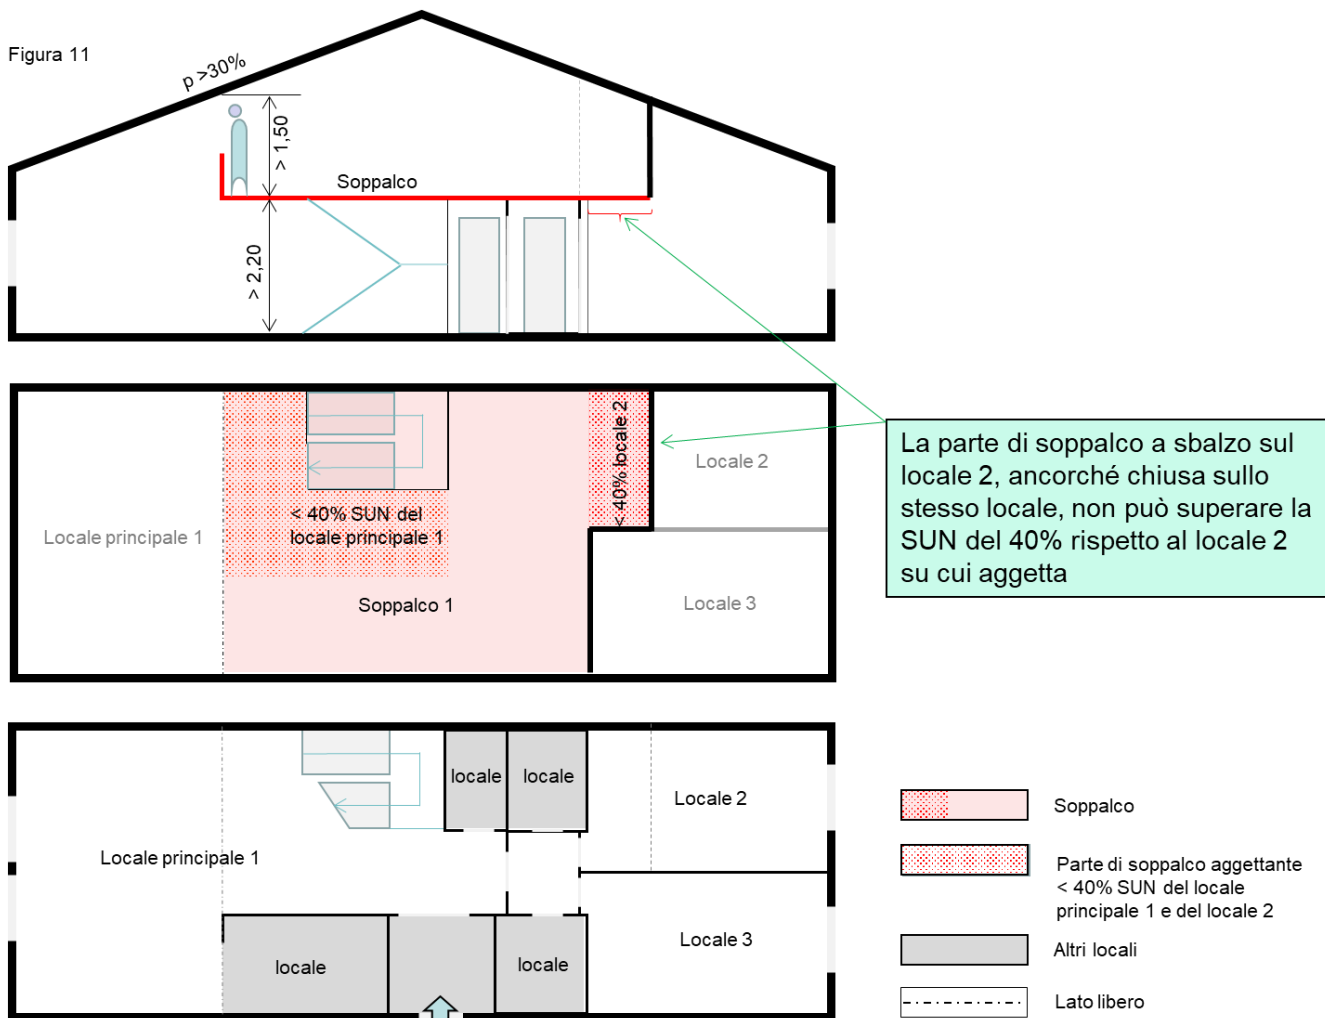 Figura 11
p >30%
> 1,50
Soppalco
> 2,20
< 40% locale 2
Locale 2
< 40% SUN del
locale principale 1
Locale principale 1
Soppalco 1
Locale 3
La parte di soppalco a sbalzo sul
locale 2, ancorché chiusa sullo
stesso locale, non può superare la
SUN del 40% rispetto al locale 2
su cui aggetta
locale
locale
Locale 2
Locale principale 1
Locale 3
locale
locale
Soppalco
Parte di soppalco aggettante
< 40% SUN del locale
principale 1 e del locale 2
Altri locali
Lato libero